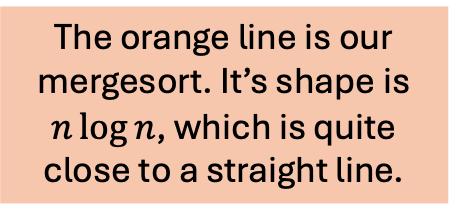 The orange line is our
mergesort. It’s shape is
n log n, which is quite
close to a straight line.